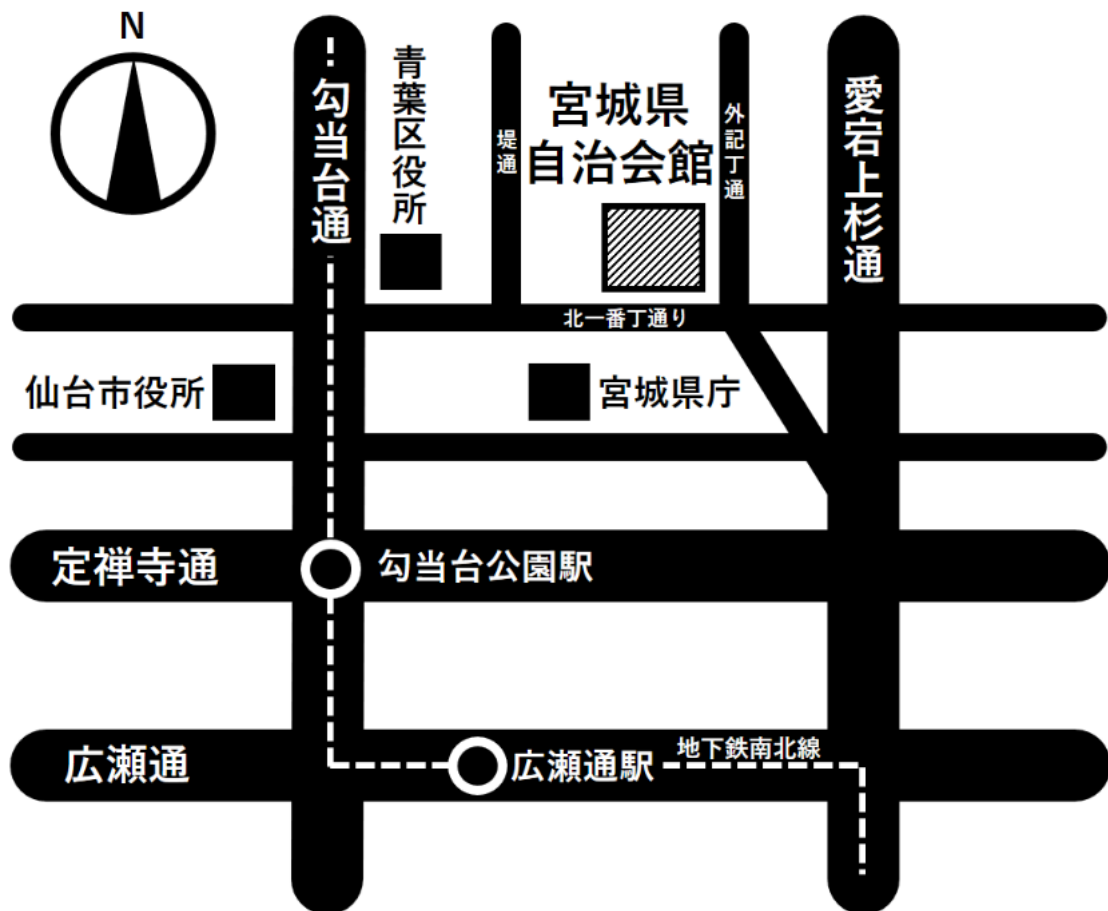 N
勾当台通
青葉区役所
堤通
宮城県
自治会館
外記丁通
愛宕上杉通
北一番丁通り
仙台市役所
宮城県庁
定禅寺通
勾当台公園駅
広瀬通
広瀬通駅
地下鉄南北線